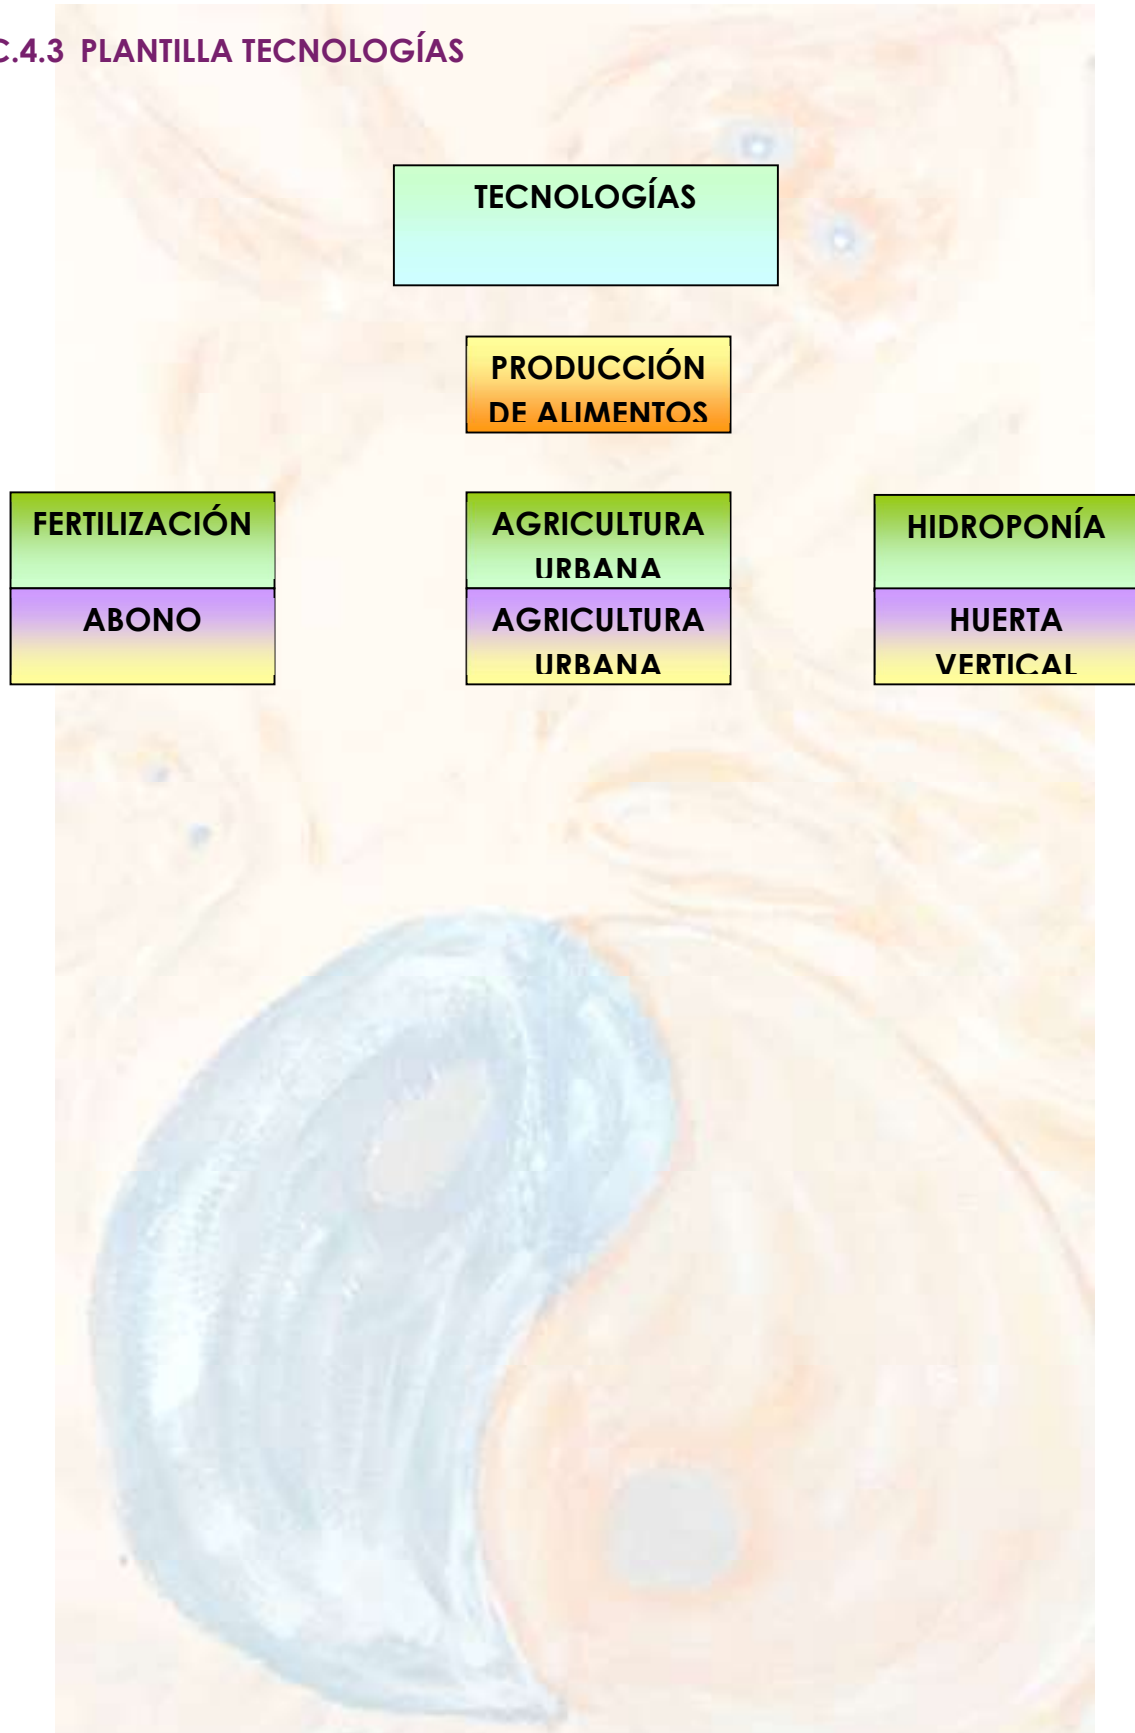 C.4.3 PLANTILLA TECNOLOGÍAS
TECNOLOGÍAS
PRODUCCIÓN
DE ALIMENTOS
FERTILIZACIÓN
AGRICULTURA
URBANA
HIDROPONÍA
ABONO
AGRICULTURA
URBANA
HUERTA
VERTICAL